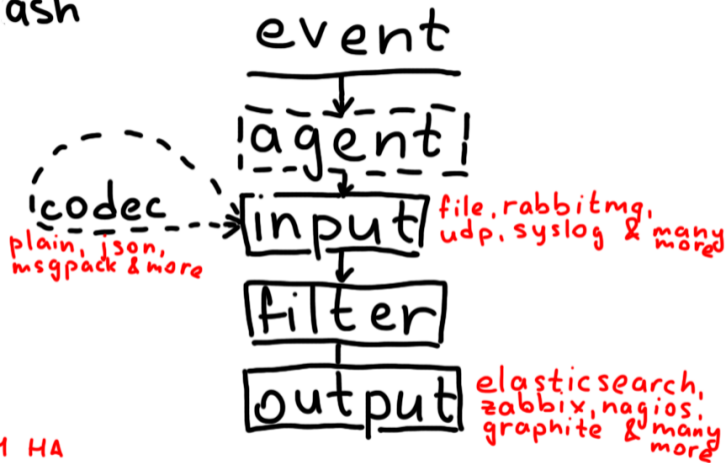 ash
event
agent
codec
input
file, rabbitmq,
udp, syslog & many
more
plain, json,
msgpack & more
filter
output
elasticsearch,
zabbix, nagios,
graphite & many
more
1 HA